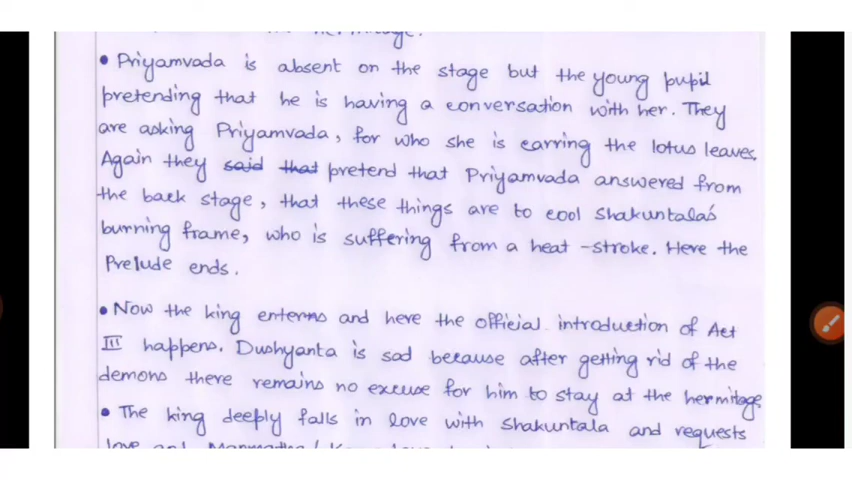 • Priyamvada is absent on the stage but the young pupil
pretending that he is having a conversation with her. They
are asking Priyamvada, for who she is carring the lotus leaves.
Again they said that pretend that Priyamvada answered from
the back stage, that these things are to cool Shakuntala's
burning frame, who is suffering from a heat-stroke. Here the
Prelude ends.
• Now the king enterns and here the official introduction of Act
III happens. Dushyanta is sad because after getting rid of the
demons there remains no excuse for him to stay at the hermitage
• The king deeply falls in love with Shakuntala and requests
love and